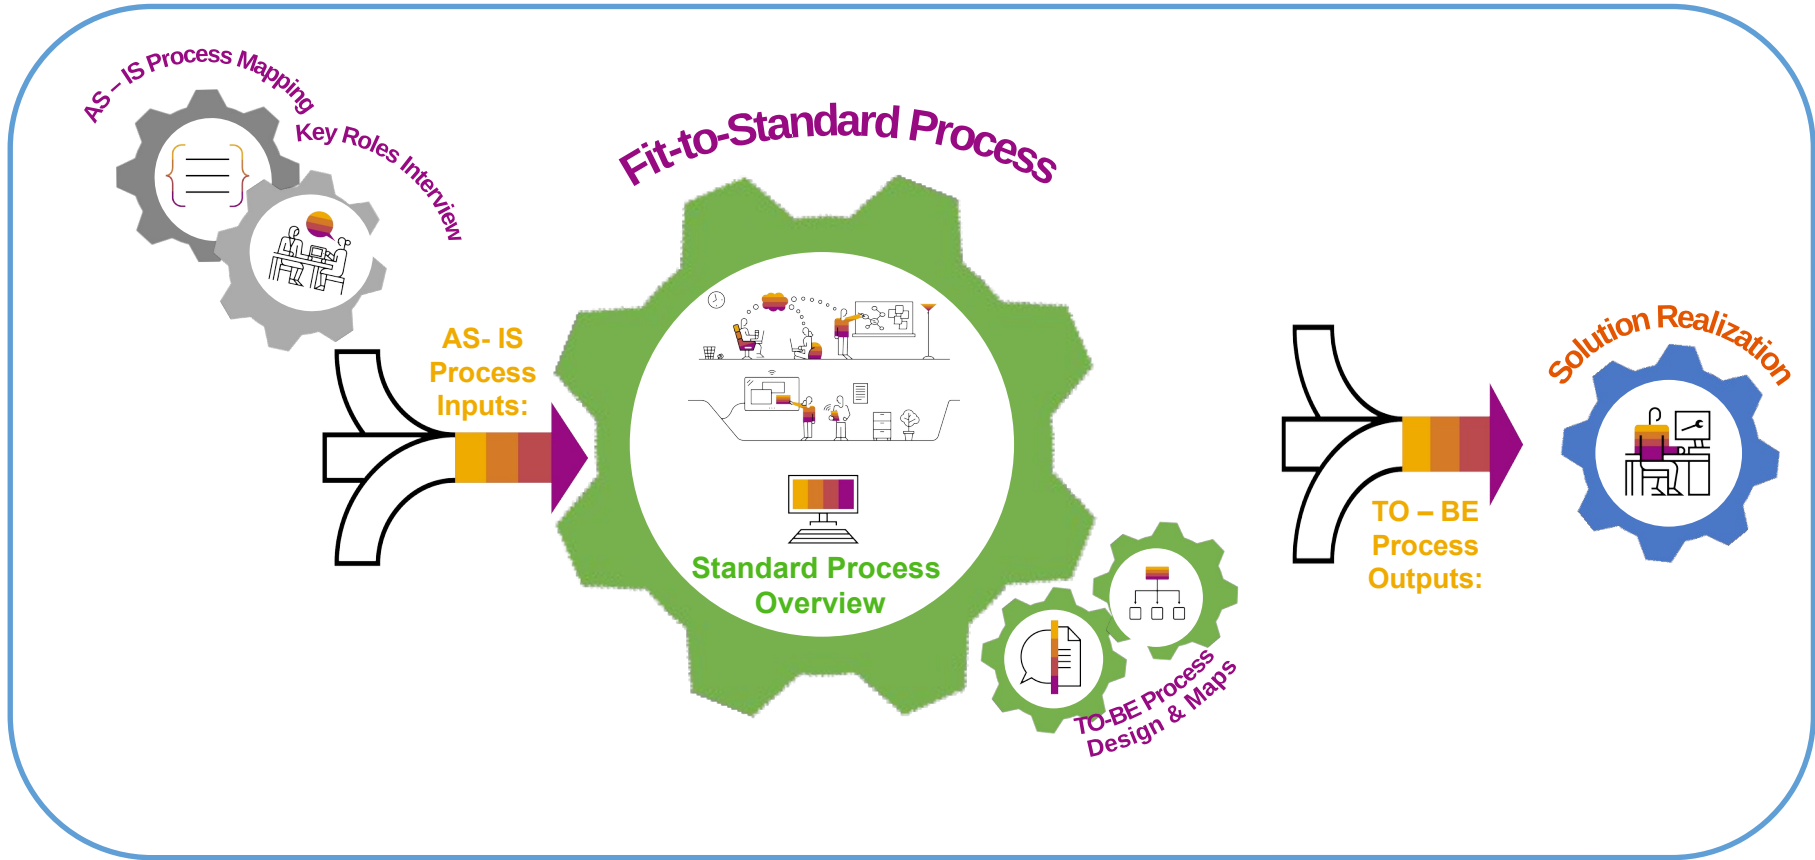 AS – IS Process Mapping
Key Roles Interview
Fit-to-Standard Process
AS- IS
Process
Inputs:
Standard Process
Overview
TO-BE Process
Design & Maps
TO – BE
Process
Outputs:
Solution Realization